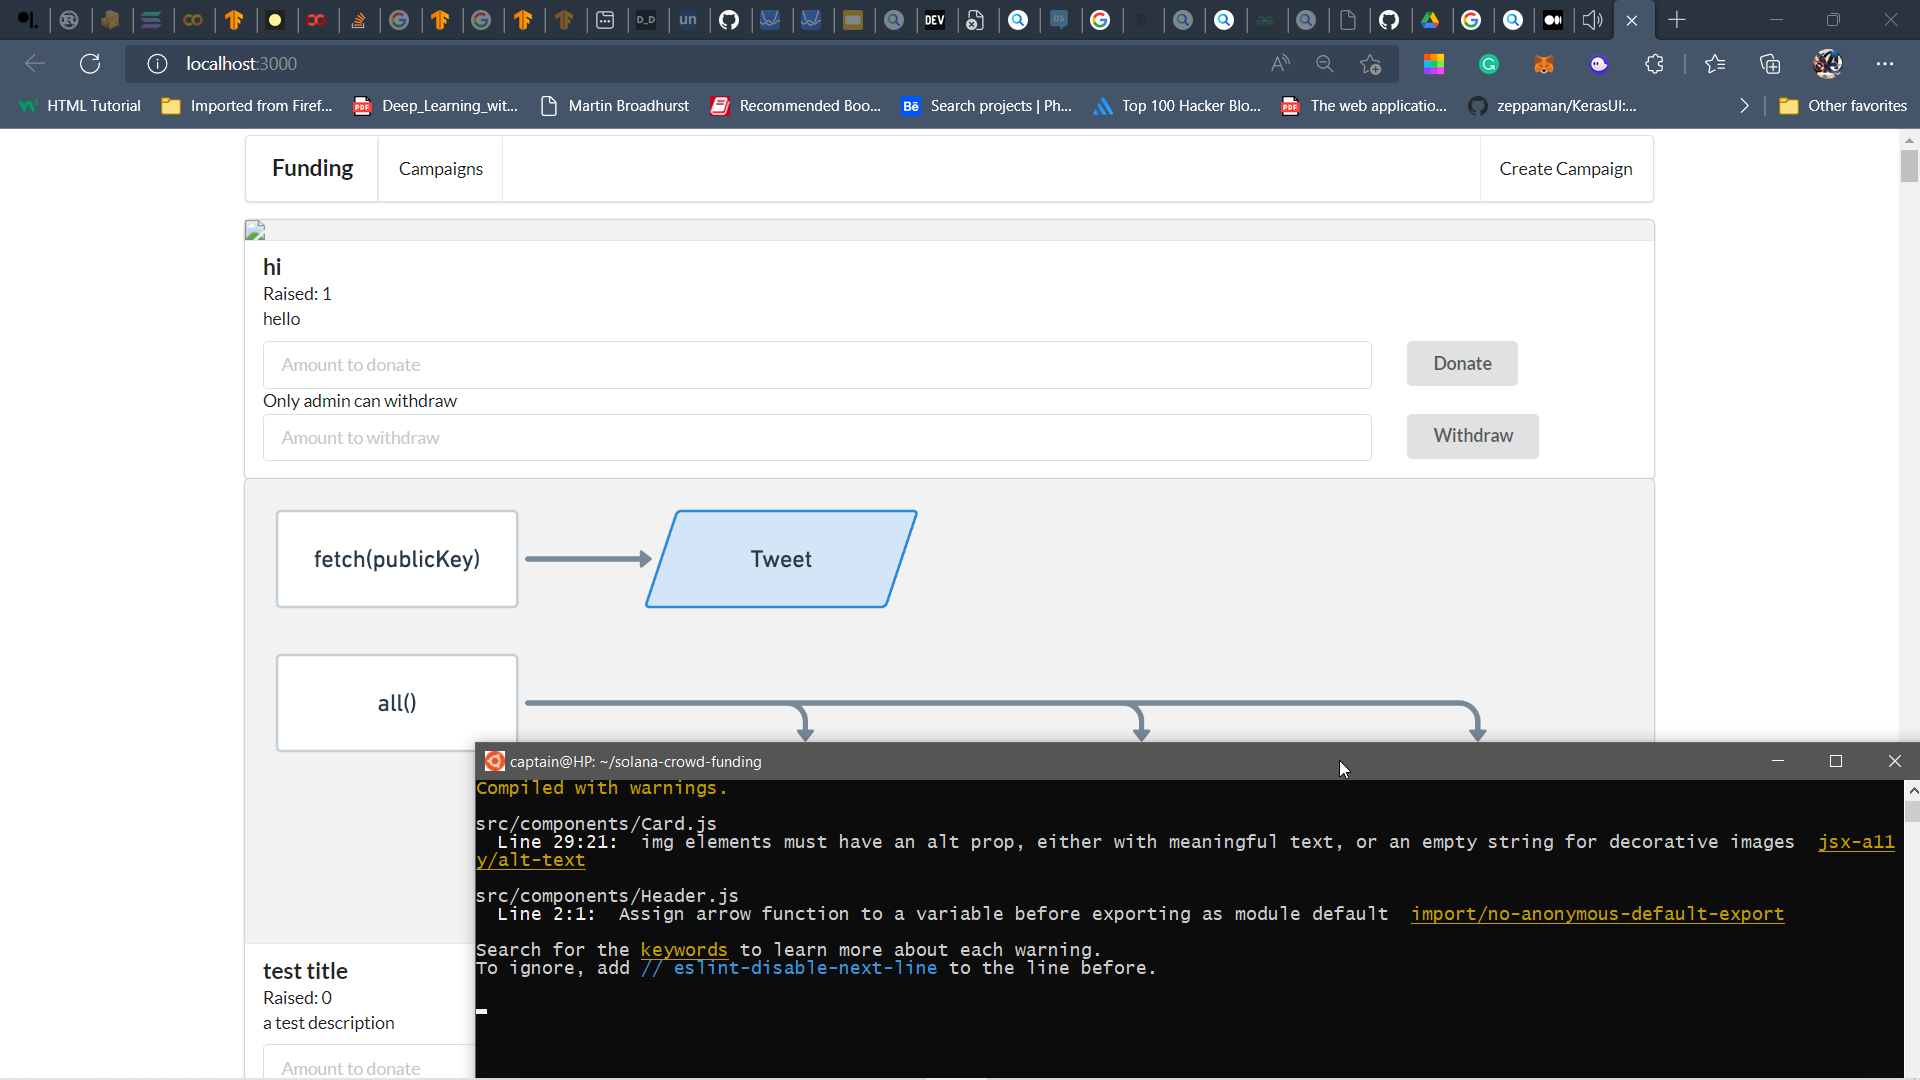 localhost:3000
HTML Tutorial
Imported from Firef...
Deep_Learning_wit...
Martin Broadhurst
Recommended Boo...
Search projects | Ph...
Top 100 Hacker Blo...
The web applicatio...
zeppaman/KerasUI:...
Other favorites
Funding
Campaigns
Create Campaign
hi
Raised: 1
hello
Amount to donate
Donate
Only admin can withdraw
Amount to withdraw
Withdraw
fetch(publicKey)
Tweet
all()
captain@HP: ~/solana-crowd-funding
Compiled with warnings.
src/components/Card.js
Line 29:21: img elements must have an alt prop, either with meaningful text, or an empty string for decorative images jsx-a11
y/alt-text
src/components/Header.js
Line 2:1: Assign arrow function to a variable before exporting as module default import/no-anonymous-default-export
Search for the keywords to learn more about each warning.
To ignore, add // eslint-disable-next-line to the line before.
test title
Raised: 0
a test description
Amount to donate